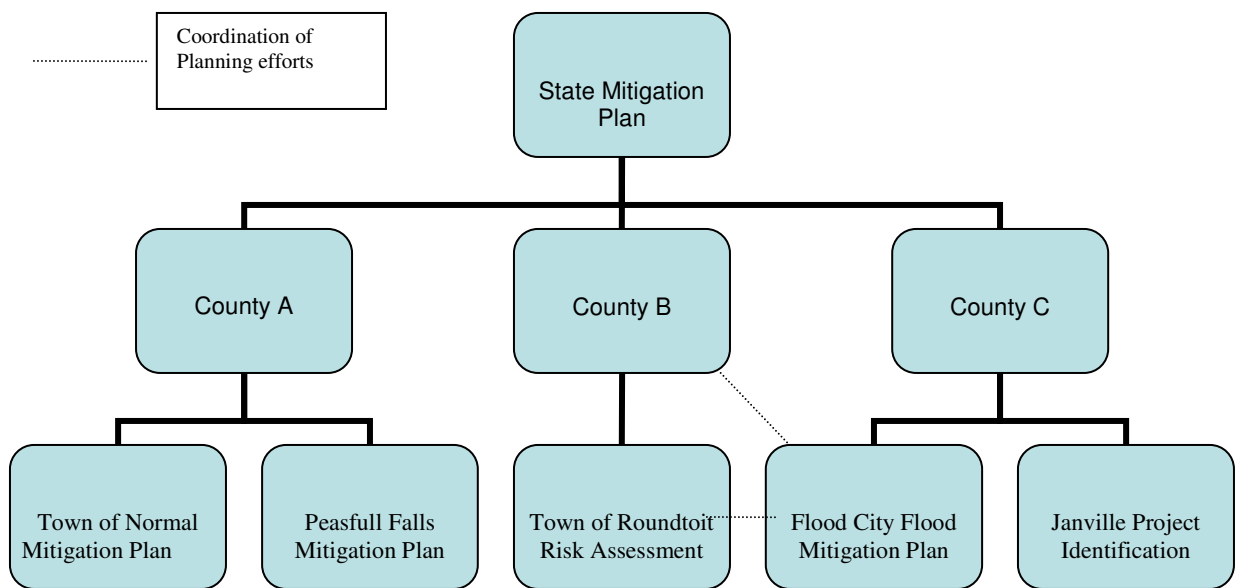 Coordination of
Planning efforts
State Mitigation
Plan
County A
County B
County C
Town of Normal
Mitigation Plan
Peasfull Falls
Mitigation Plan
Town of Roundtoit
Risk Assessment
Flood City Flood
Mitigation Plan
Janville Project
Identification